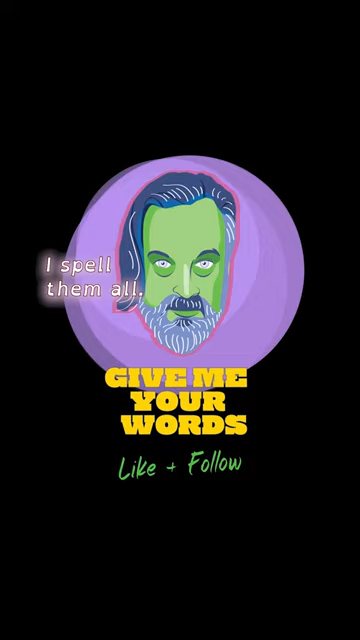 I spell
them all.
GIVE ME
YOUR
WORDS
Like + Follow